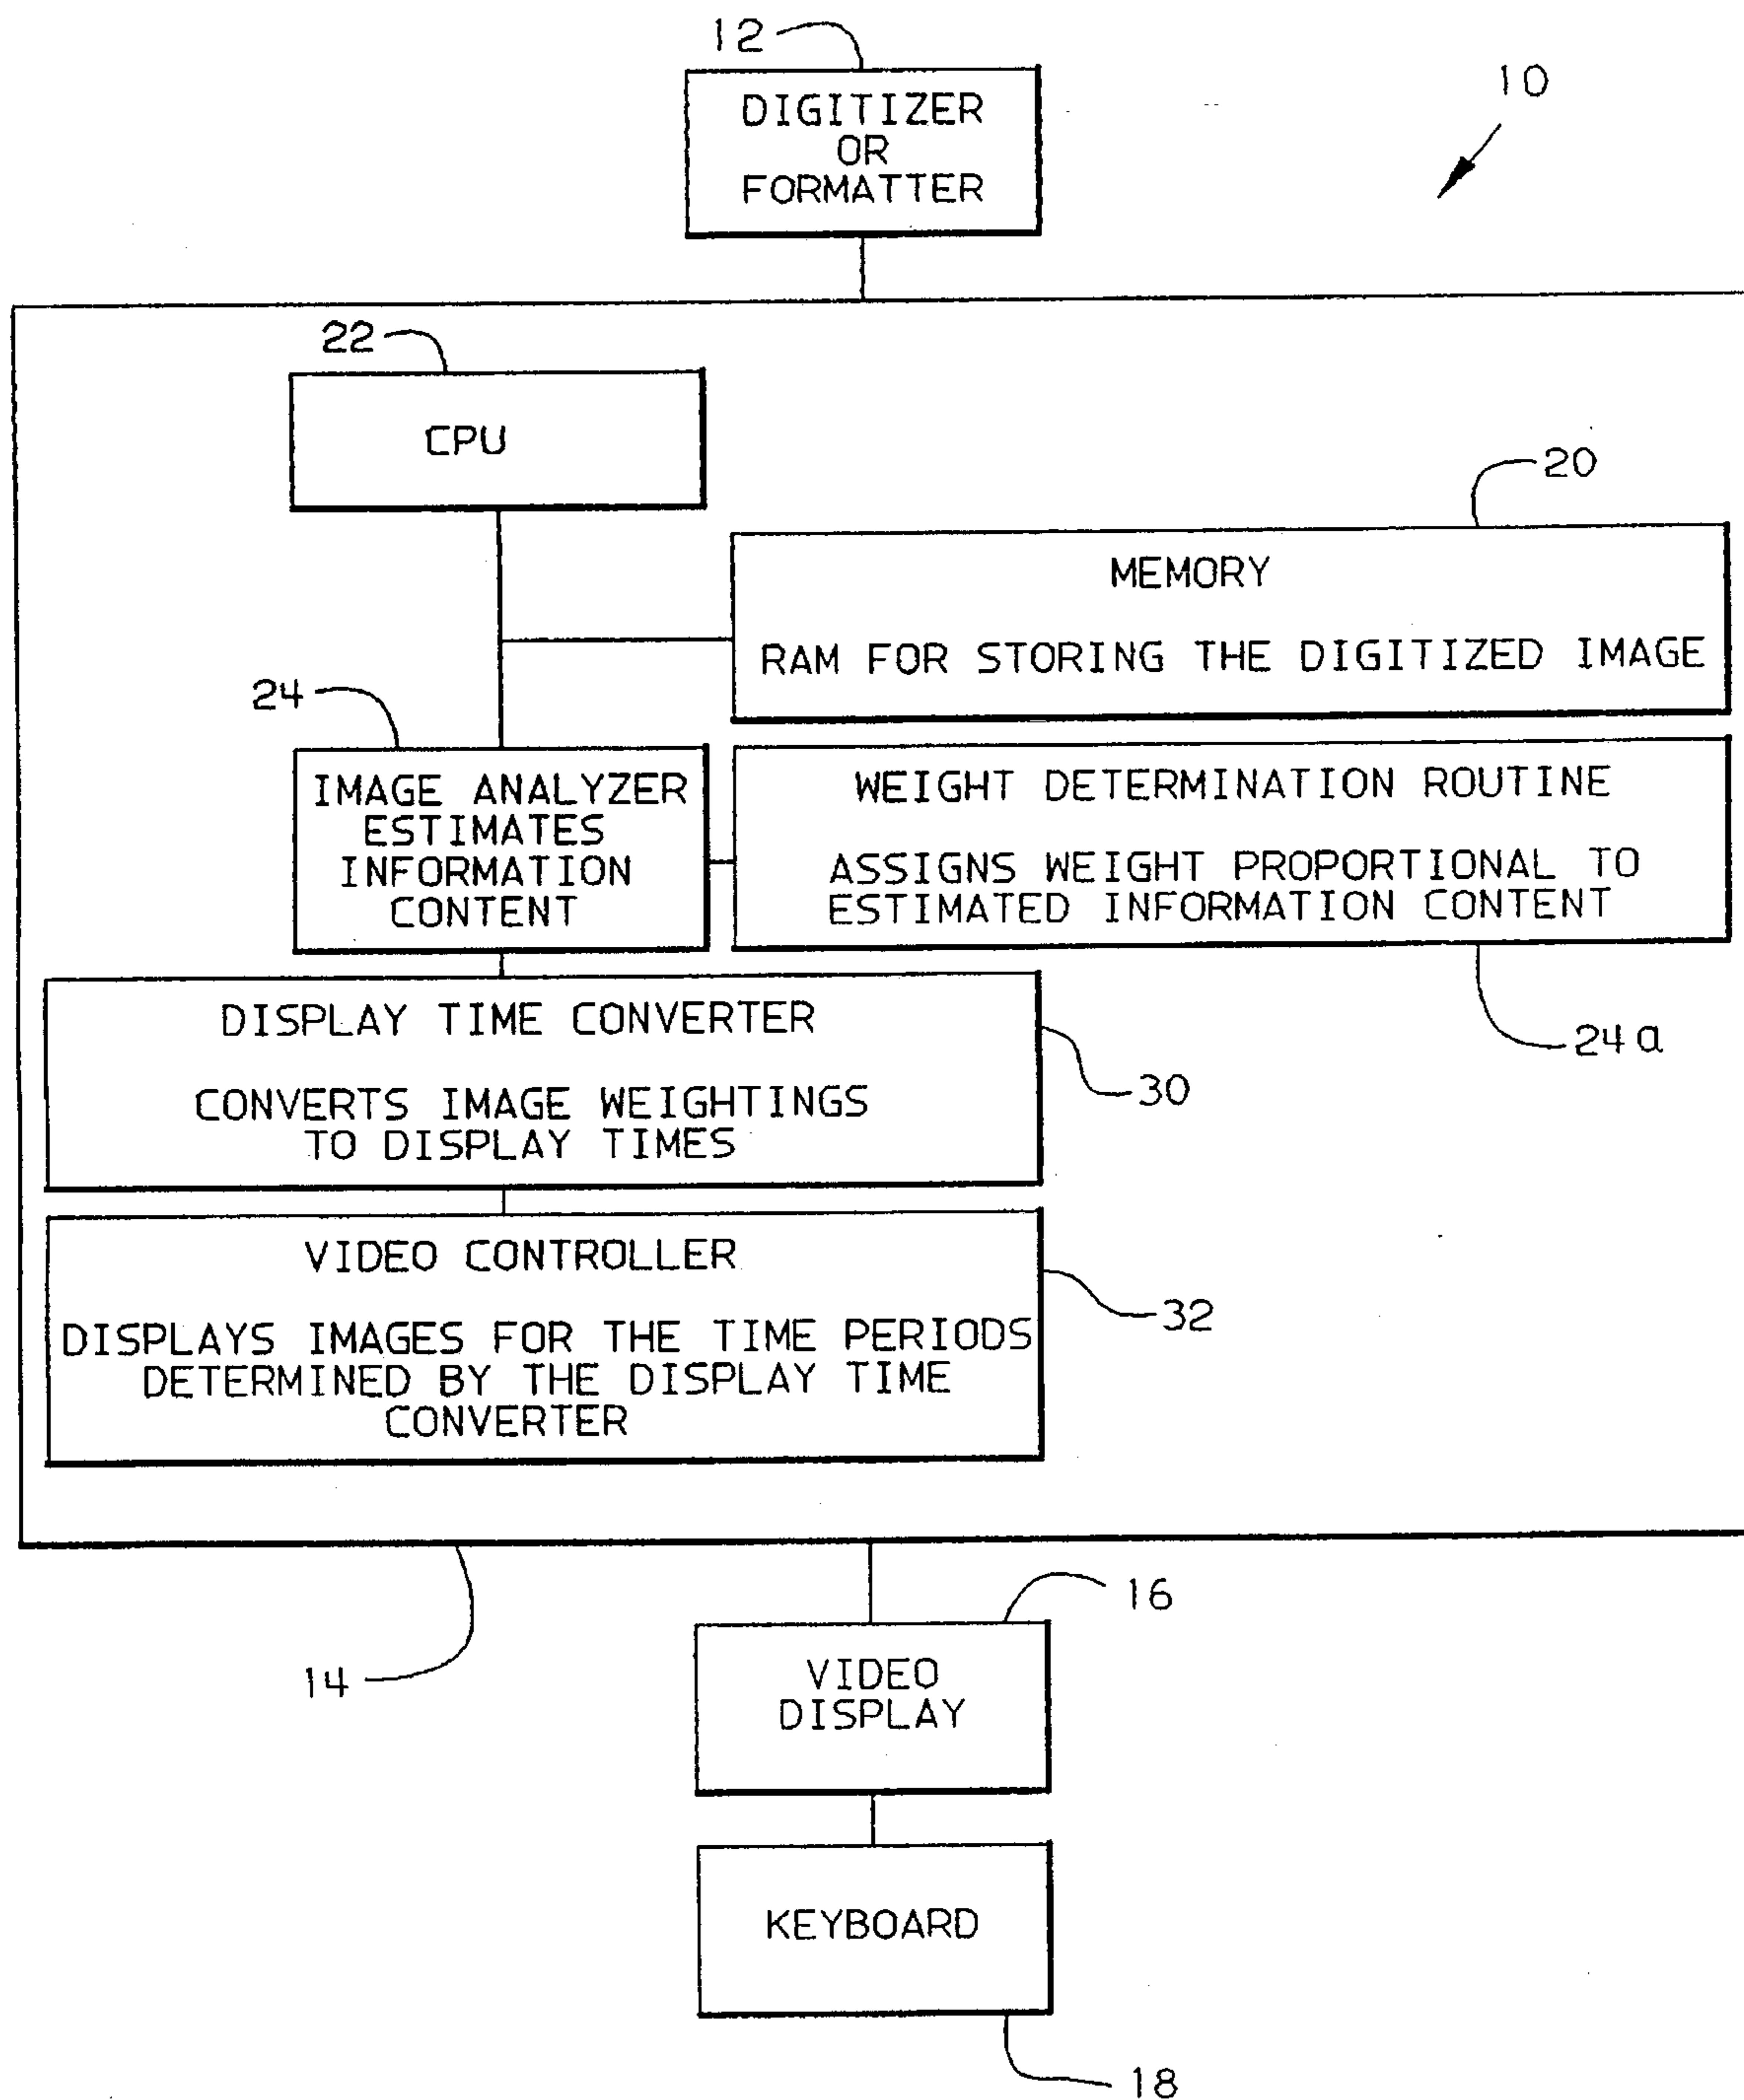 12
DIGITIZER
OR
FORMATTER
10
22
CPU
20
MEMORY
RAM FOR STORING THE DIGITIZED IMAGE
24
IMAGE ANALYZER
ESTIMATES
INFORMATION
CONTENT
WEIGHT DETERMINATION ROUTINE
ASSIGNS WEIGHT PROPORTIONAL TO
ESTIMATED INFORMATION CONTENT
24a
DISPLAY TIME CONVERTER
CONVERTS IMAGE WEIGHTINGS
TO DISPLAY TIMES
30
VIDEO CONTROLLER
DISPLAYS IMAGES FOR THE TIME PERIODS
DETERMINED BY THE DISPLAY TIME
CONVERTER
32
14
16
VIDEO
DISPLAY
KEYBOARD
18